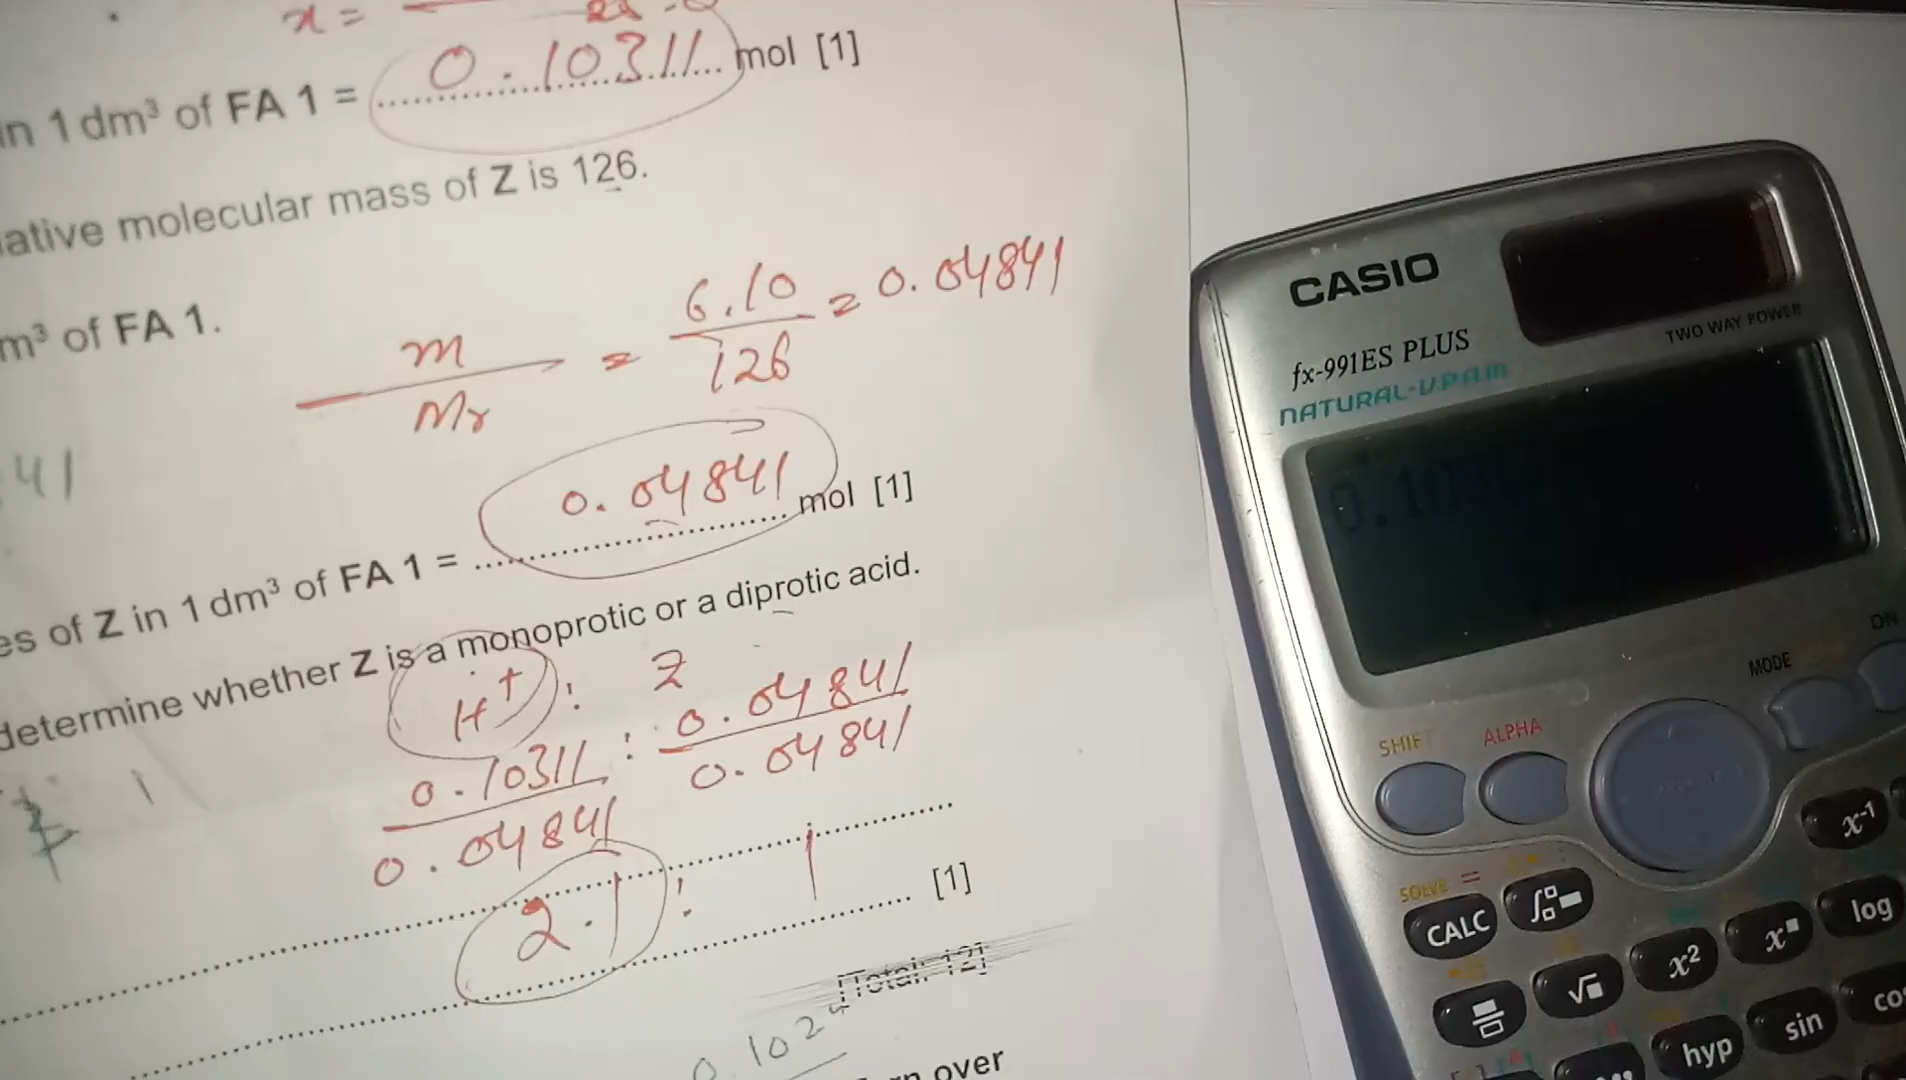 x =
in 1 dm³ of FA 1 = 0.10311 mol [1]
ative molecular mass of Z is 126.
m³ of FA 1.
m / Mr = 6.10 / 126 = 0.04841
41
es of Z in 1 dm³ of FA 1 = 0.04841 mol [1]
determine whether Z is a monoprotic or a diprotic acid.
H+ : Z
0.10311 / 0.04841 : 0.04841 / 0.04841
2.1 : 1
[1]
[Total: 12]
0.1024
over
CASIO
TWO WAY POWER
fx-991ES PLUS
NATURAL-V.P.A.M.
0.103
MODE ON
SHIFT ALPHA
x⁻¹
SOLVE =
CALC
x² x log
√ hyp sin cos